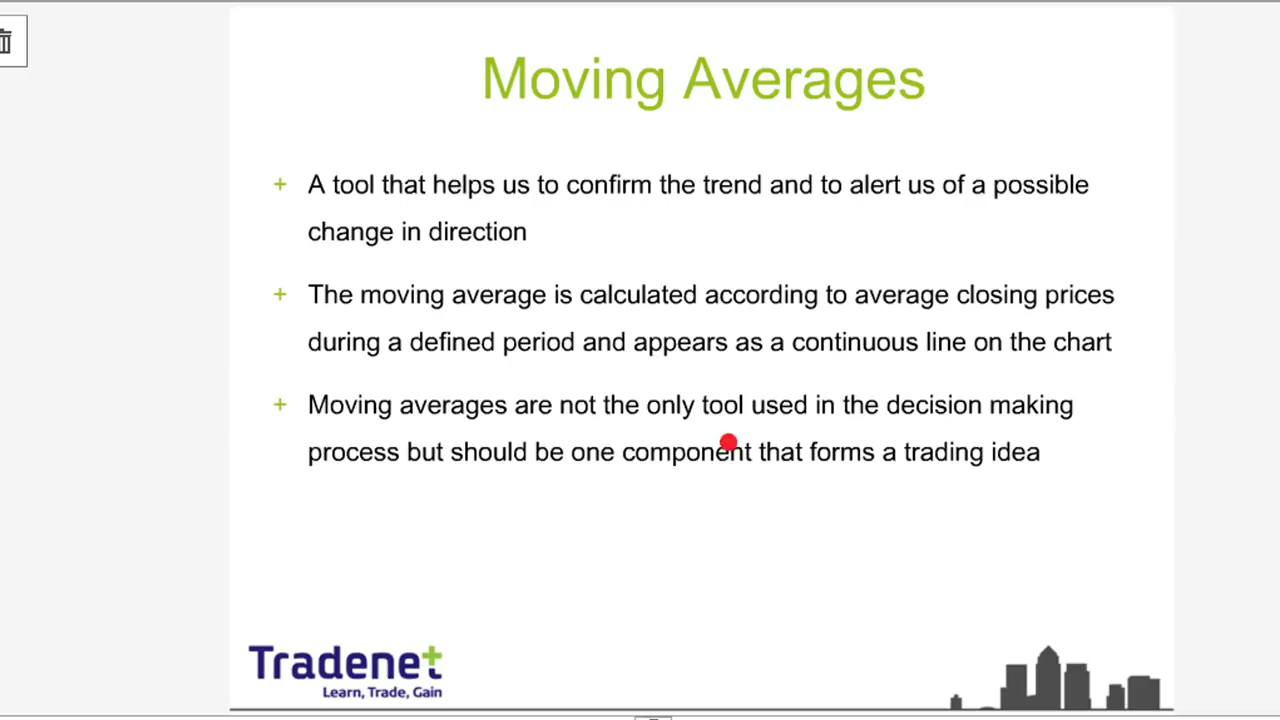 Moving Averages
+ A tool that helps us to confirm the trend and to alert us of a possible
change in direction
+ The moving average is calculated according to average closing prices
during a defined period and appears as a continuous line on the chart
+ Moving averages are not the only tool used in the decision making
process but should be one component that forms a trading idea
Tradenet
Learn, Trade, Gain